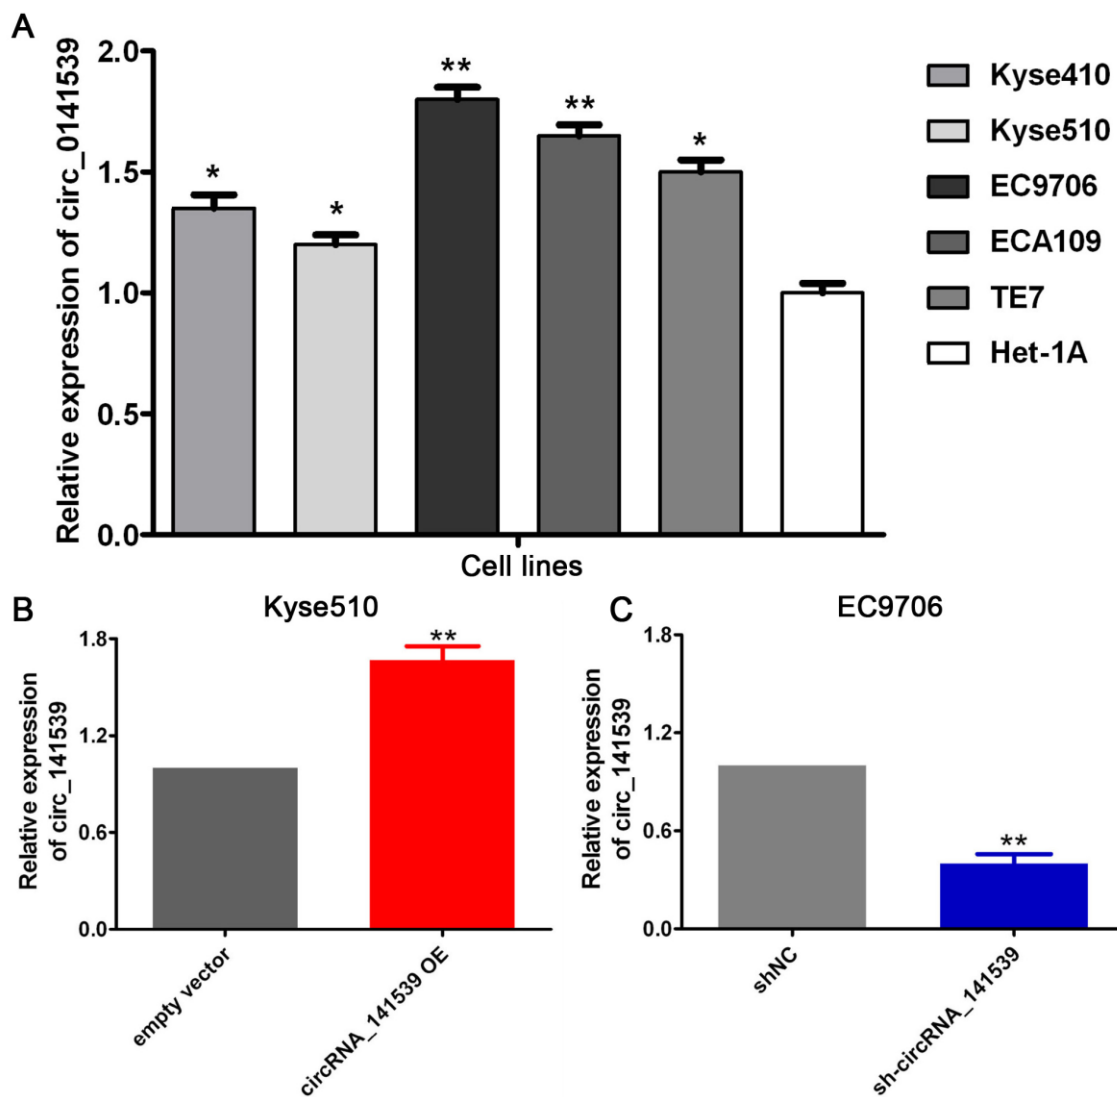 A
Relative expression of circ_0141539
2.0
1.5
1.0
0.5
0.0
*
*
**
**
*
Cell lines
Kyse410
Kyse510
EC9706
ECA109
TE7
Het-1A
B
Kyse510
Relative expression
of circ_141539
1.8
1.2
0.6
0.0
**
empty vector
circRNA_141539 OE
C
EC9706
Relative expression
of circ_141539
1.8
1.2
0.6
0.0
**
shNC
sh-circRNA_141539